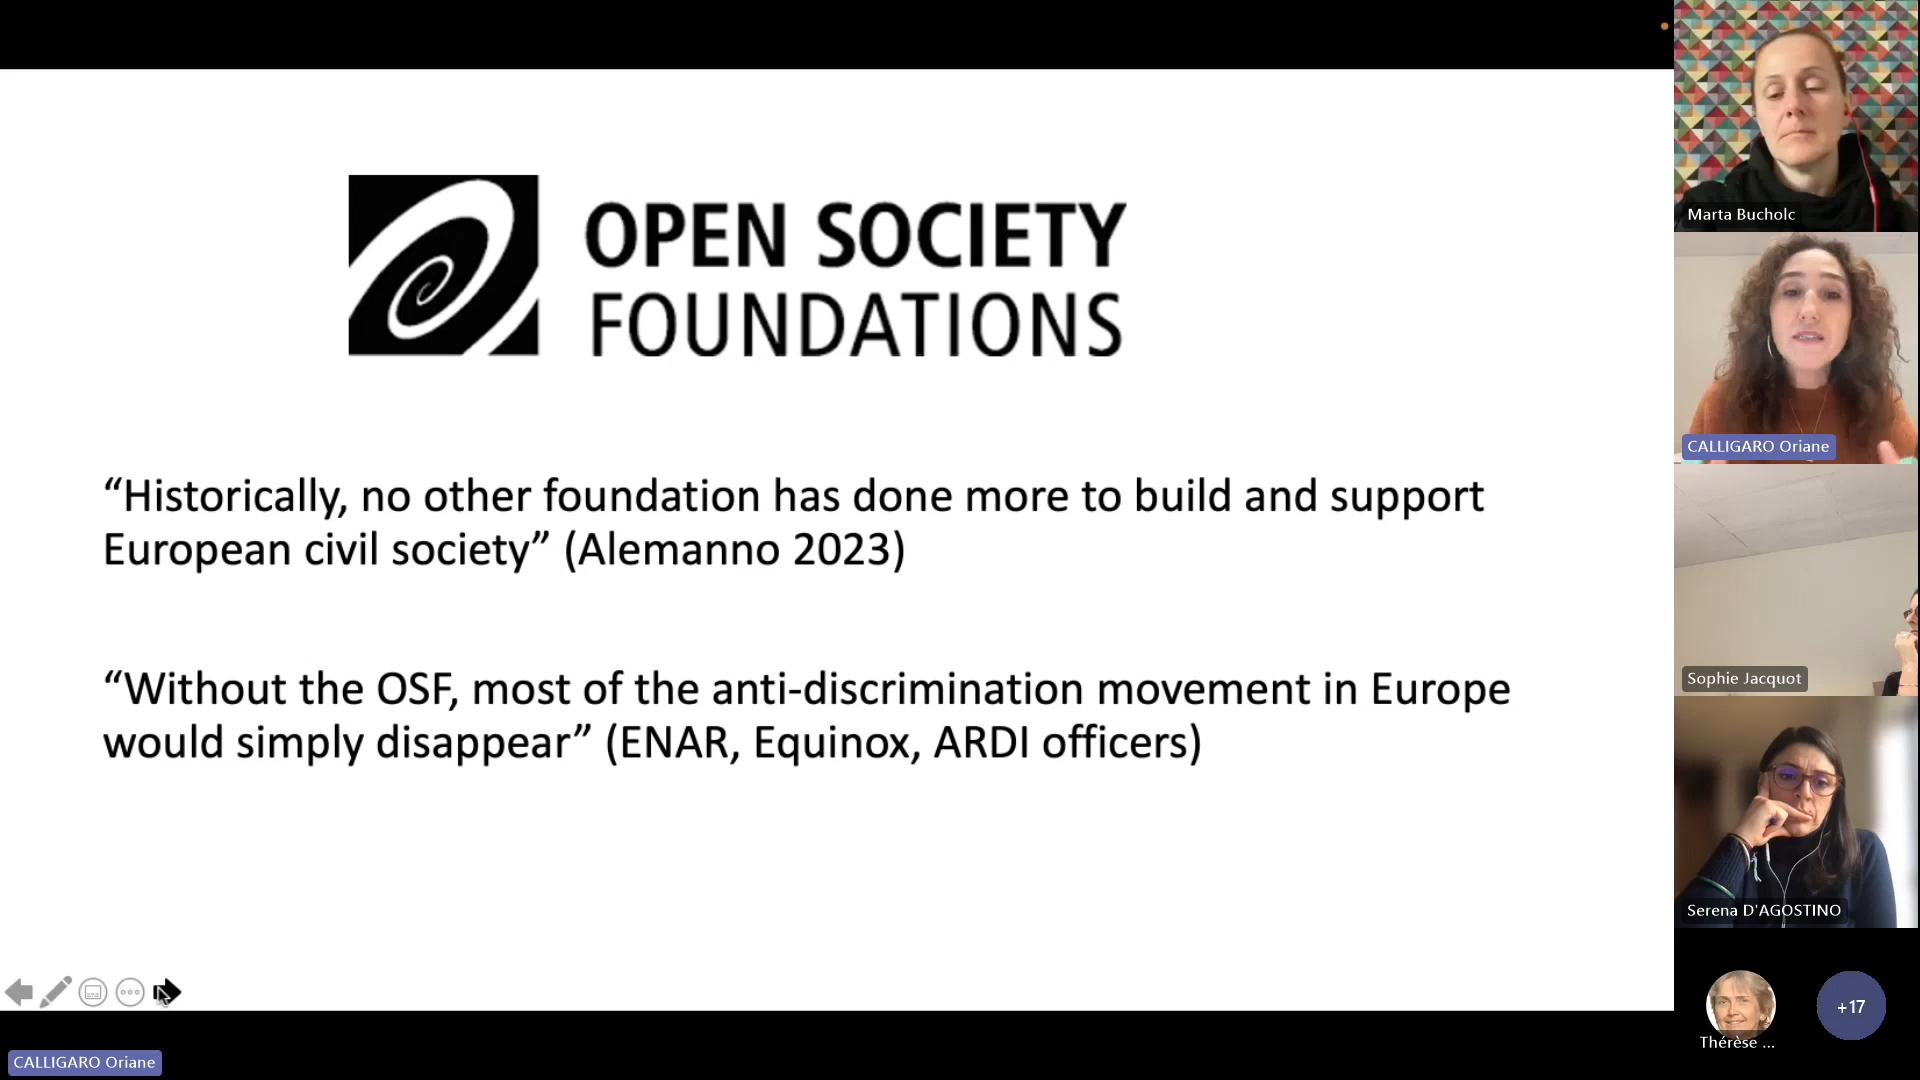 OPEN SOCIETY
FOUNDATIONS
“Historically, no other foundation has done more to build and support
European civil society” (Alemanno 2023)
“Without the OSF, most of the anti-discrimination movement in Europe
would simply disappear” (ENAR, Equinox, ARDI officers)
CALLIGARO Oriane
Marta Bucholc
CALLIGARO Oriane
Sophie Jacquot
Serena D'AGOSTINO
Thérèse ...
+17